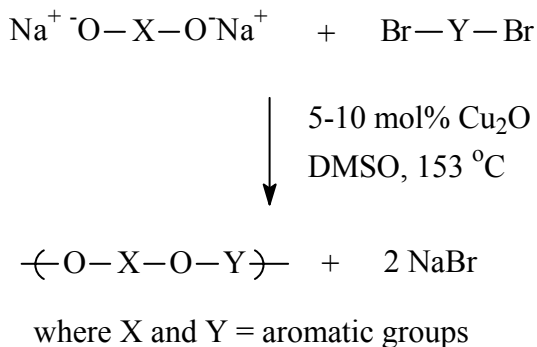 Na⁺ ⁻O–X–O⁻Na⁺ + Br–Y–Br
5-10 mol% Cu₂O
DMSO, 153 °C
–(O–X–O–Y)– + 2 NaBr
where X and Y = aromatic groups